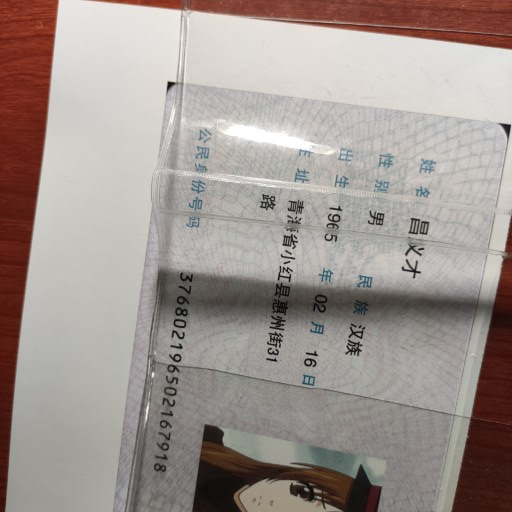 姓名 昌义才
性别 男 民族 汉族
出生 1965 年 02 月 16 日
住址 青海省小红县惠州街31
路
公民身份号码 376802196502167918